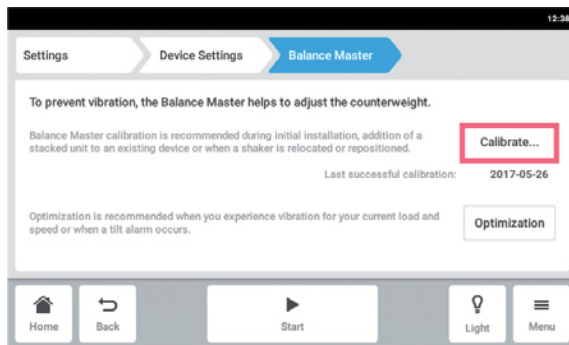 12:38
Settings Device Settings Balance Master
To prevent vibration, the Balance Master helps to adjust the counterweight.
Balance Master calibration is recommended during initial installation, addition of a
stacked unit to an existing device or when a shaker is relocated or repositioned.
Calibrate...
Last successful calibration: 2017-05-26
Optimization is recommended when you experience vibration for your current load and
speed or when a tilt alarm occurs.
Optimization
Home Back Start Light Menu